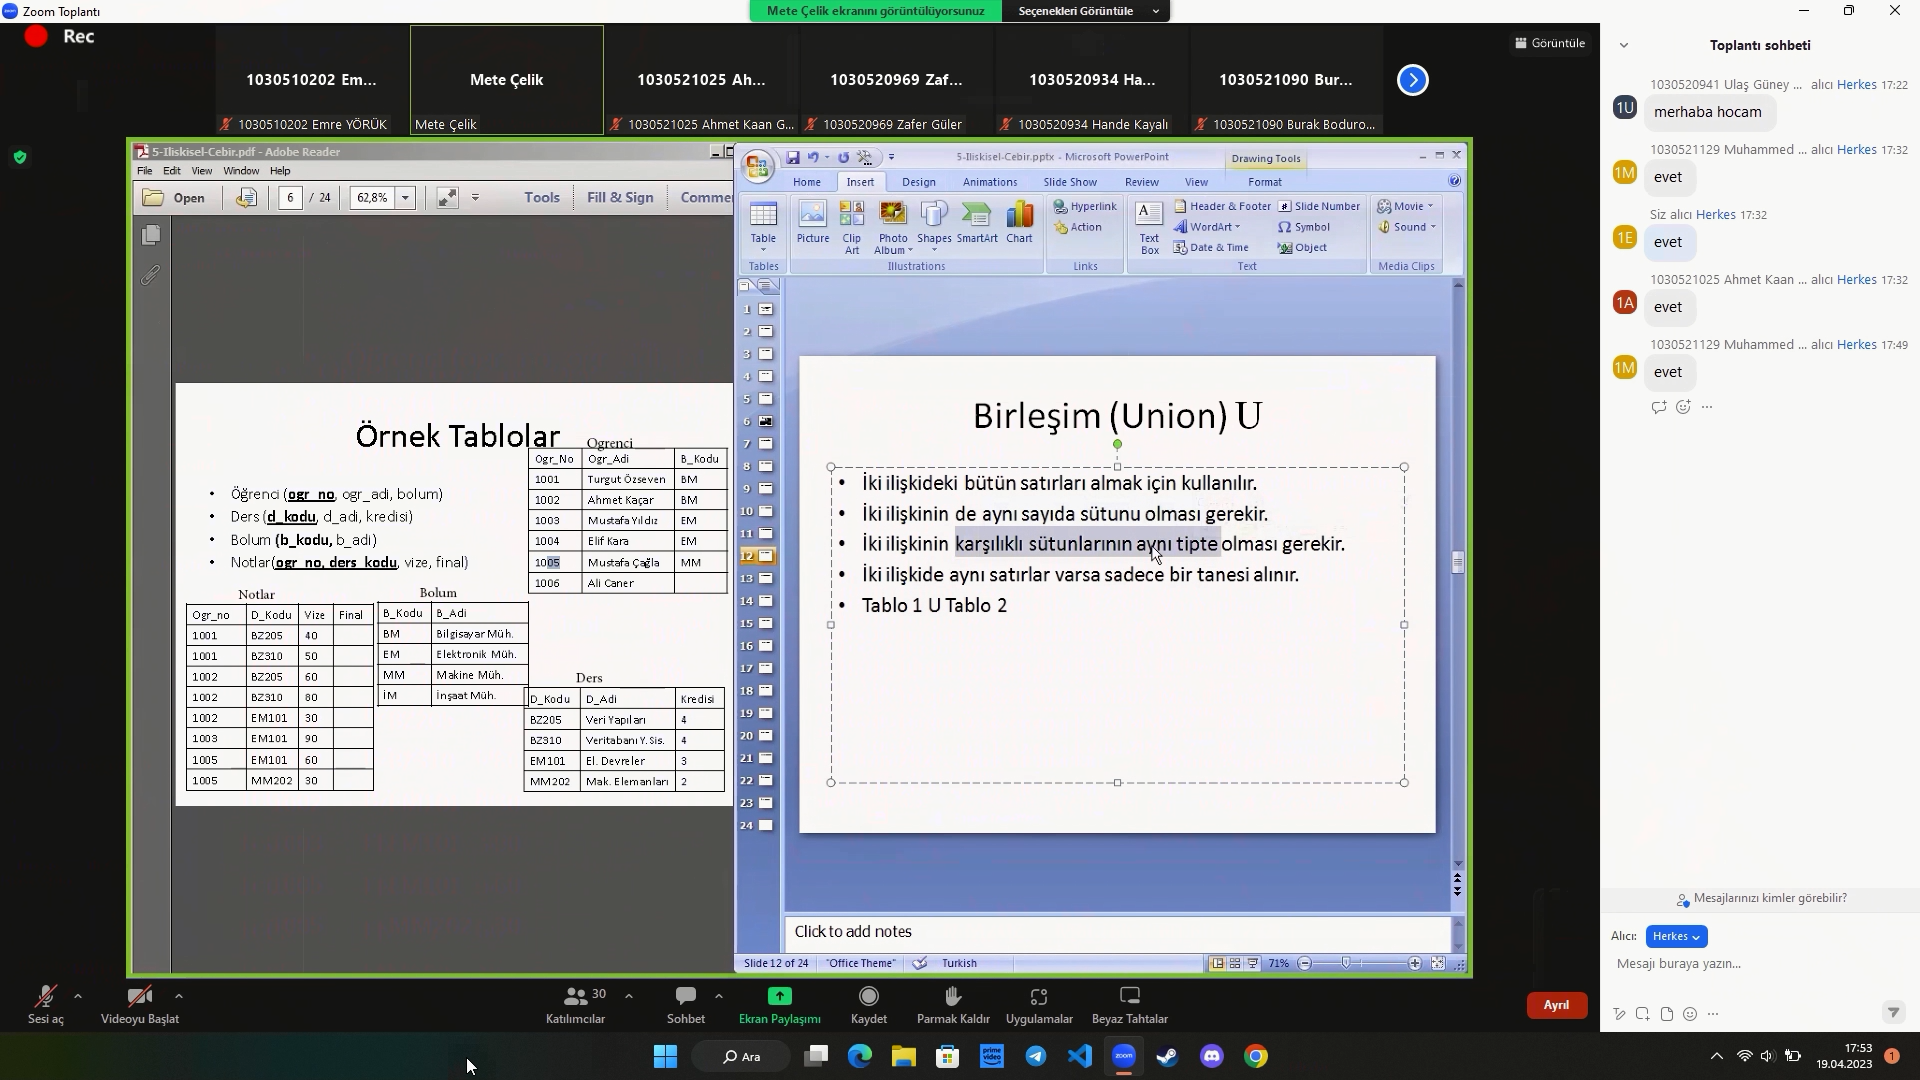 Zoom Toplantı
Mete Çelik ekranını görüntülüyorsunuz
Seçenekleri Görüntüle
Rec
1030510202 Em...
Mete Çelik
1030521025 Ah...
1030520969 Zaf...
1030520934 Ha...
1030521090 Bur...
Görüntüle
1030510202 Emre YÖRÜK
Mete Çelik
1030521025 Ahmet Kaan G...
1030520969 Zafer Güler
1030520934 Hande Kayalı
1030521090 Burak Boduro...
5-Iliskisel-Cebir.pdf - Adobe Reader
File Edit View Window Help
Open 6 / 24 62,8% Tools Fill & Sign Comme
Örnek Tablolar
• Öğrenci (ogr_no, ogr_adi, bolum)
• Ders (d_kodu, d_adi, kredisi)
• Bolum (b_kodu, b_adi)
• Notlar(ogr_no, ders_kodu, vize, final)
Ogrenci
Ogr_No Ogr_Adi B_Kodu
1001 Turgut Özseven BM
1002 Ahmet Kaçar BM
1003 Mustafa Yıldız EM
1004 Elif Kara EM
1005 Mustafa Çağla MM
1006 Ali Caner
Notlar
Ogr_no D_Kodu Vize Final
1001 BZ205 40
1001 BZ310 50
1002 BZ205 60
1002 BZ310 80
1002 EM101 30
1003 EM101 90
1005 EM101 60
1005 MM202 30
Bolum
B_Kodu B_Adi
BM Bilgisayar Müh.
EM Elektronik Müh.
MM Makine Müh.
İM İnşaat Müh.
Ders
D_Kodu D_Adi Kredisi
BZ205 Veri Yapıları 4
BZ310 Veritabanı Y. Sis. 4
EM101 El. Devreler 3
MM202 Mak. Elemanları 2
5-Iliskisel-Cebir.pptx - Microsoft PowerPoint
Drawing Tools
Home Insert Design Animations Slide Show Review View Format
Table
Tables
Picture
Clip Art
Photo Album
Shapes
SmartArt
Chart
Illustrations
Hyperlink
Action
Links
Text Box
Header & Footer
WordArt
Date & Time
Slide Number
Symbol
Object
Text
Movie
Sound
Media Clips
1
2
3
4
5
6
7
8
9
10
11
12
13
14
15
16
17
18
19
20
21
22
23
24
Birleşim (Union) U
• İki ilişkideki bütün satırları almak için kullanılır.
• İki ilişkinin de aynı sayıda sütunu olması gerekir.
• İki ilişkinin karşılıklı sütunlarının aynı tipte olması gerekir.
• İki ilişkide aynı satırlar varsa sadece bir tanesi alınır.
• Tablo 1 U Tablo 2
Click to add notes
Slide 12 of 24 "Office Theme" Turkish 71%
Toplantı sohbeti
1030520941 Ulaş Güney ... alıcı Herkes 17:22
1U
merhaba hocam
1030521129 Muhammed ... alıcı Herkes 17:32
1M
evet
Siz alıcı Herkes 17:32
1E
evet
1030521025 Ahmet Kaan ... alıcı Herkes 17:32
1A
evet
1030521129 Muhammed ... alıcı Herkes 17:49
1M
evet
Mesajlarınızı kimler görebilir?
Alıcı: Herkes
Mesajı buraya yazın...
Sesi aç
Videoyu Başlat
30
Katılımcılar
Sohbet
Ekran Paylaşımı
Kaydet
Parmak Kaldır
Uygulamalar
Beyaz Tahtalar
Ayrıl
Ara
prime video
zoom
17:53
19.04.2023
1